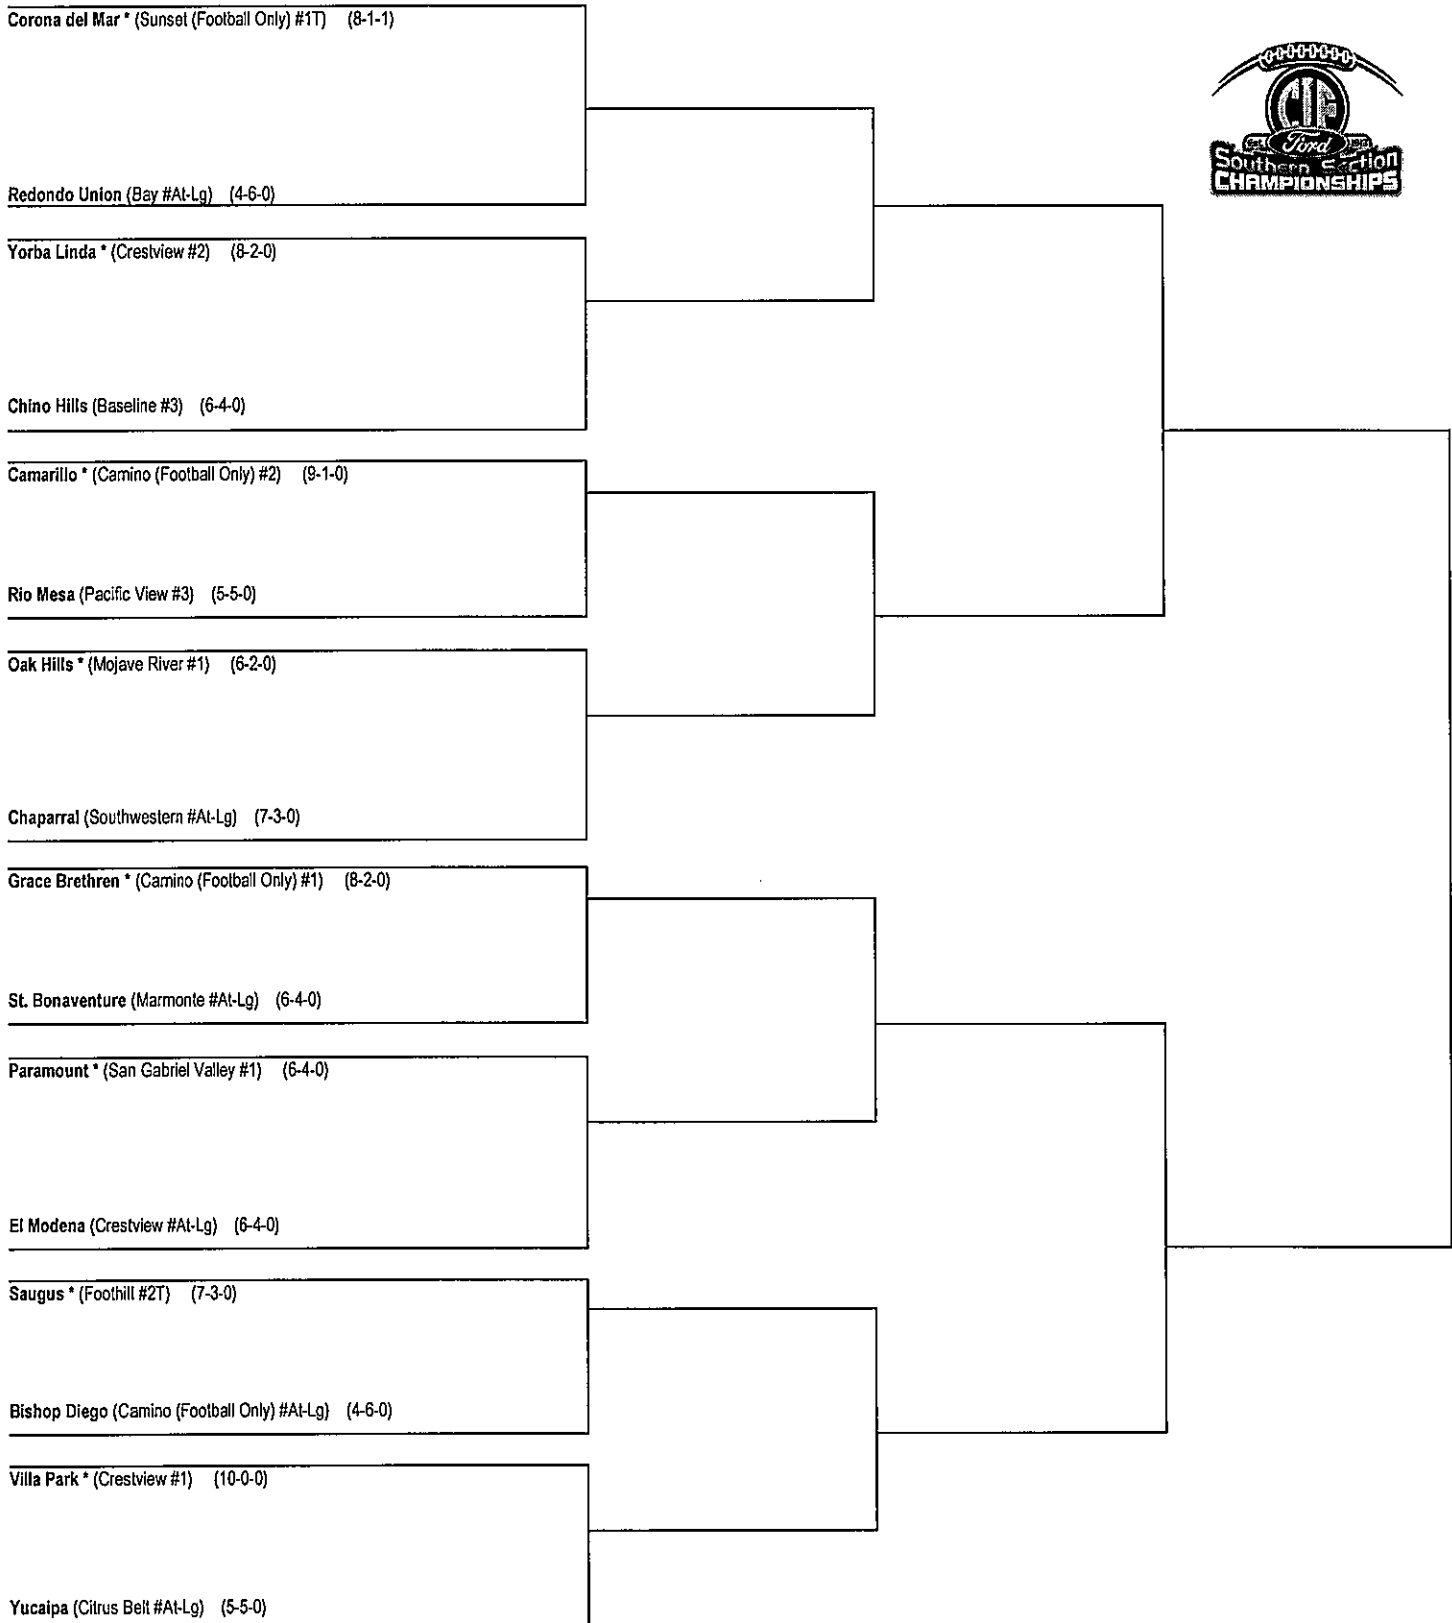 Corona del Mar * (Sunset (Football Only) #1T) (8-1-1)
CIF
Ford
Southern Section
CHAMPIONSHIPS
Redondo Union (Bay #At-Lg) (4-6-0)
Yorba Linda * (Crestview #2) (8-2-0)
Chino Hills (Baseline #3) (6-4-0)
Camarillo * (Camino (Football Only) #2) (9-1-0)
Rio Mesa (Pacific View #3) (5-5-0)
Oak Hills * (Mojave River #1) (6-2-0)
Chaparral (Southwestern #At-Lg) (7-3-0)
Grace Brethren * (Camino (Football Only) #1) (8-2-0)
St. Bonaventure (Marmonte #At-Lg) (6-4-0)
Paramount * (San Gabriel Valley #1) (6-4-0)
El Modena (Crestview #At-Lg) (6-4-0)
Saugus * (Foothill #2T) (7-3-0)
Bishop Diego (Camino (Football Only) #At-Lg) (4-6-0)
Villa Park * (Crestview #1) (10-0-0)
Yucaipa (Citrus Belt #At-Lg) (5-5-0)